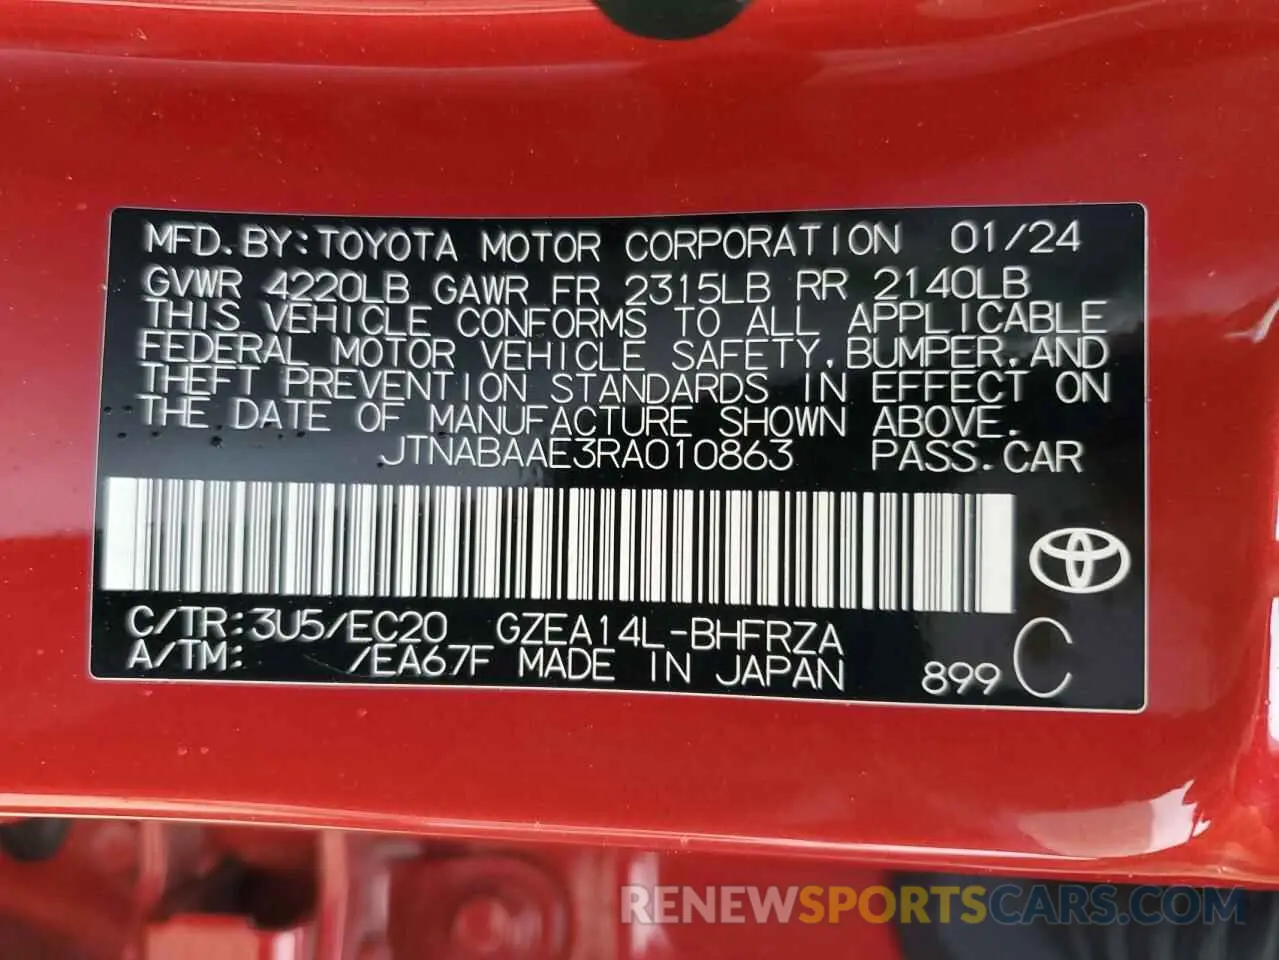 MFD.BY:TOYOTA MOTOR CORPORATION 01/24
GVWR 4220LB GAWR FR 2315LB RR 2140LB
THIS VEHICLE CONFORMS TO ALL APPLICABLE
FEDERAL MOTOR VEHICLE SAFETY, BUMPER, AND
THEFT PREVENTION STANDARDS IN EFFECT ON
THE DATE OF MANUFACTURE SHOWN ABOVE.
JTNABAAE3RA010863 PASS.CAR
C/TR:3U5/EC20 GZEA14L-BHFRZA
A/TM: /EA67F MADE IN JAPAN 899 C
RENEWSPORTSCARS.COM